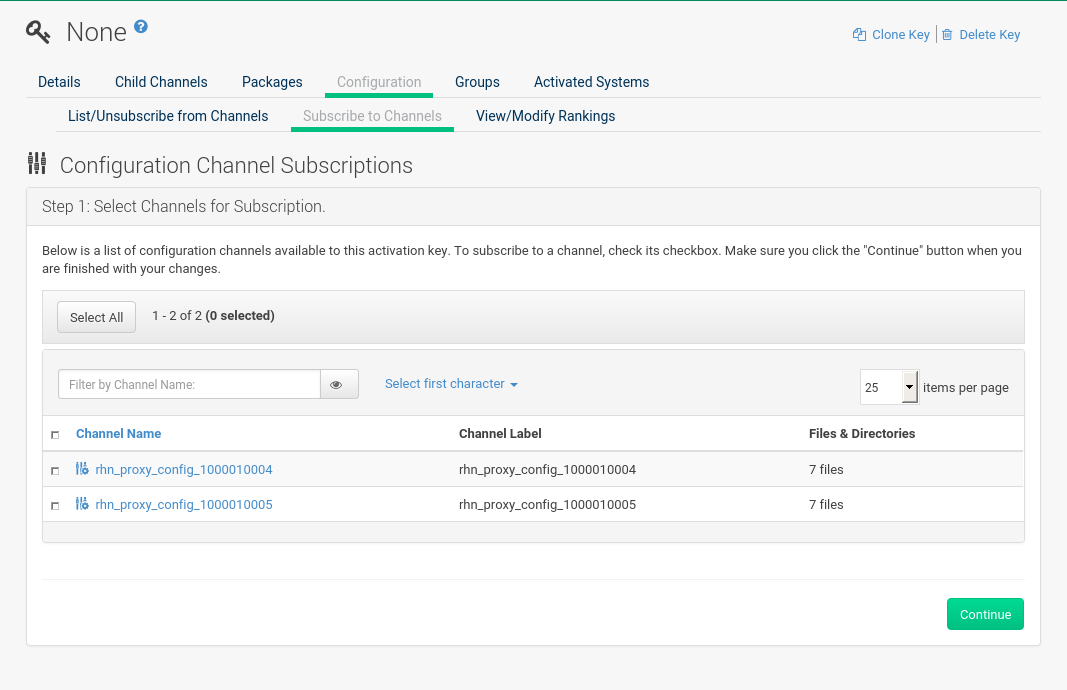 None ?
Clone Key Delete Key
Details Child Channels Packages Configuration Groups Activated Systems
List/Unsubscribe from Channels Subscribe to Channels View/Modify Rankings
Configuration Channel Subscriptions
Step 1: Select Channels for Subscription.
Below is a list of configuration channels available to this activation key. To subscribe to a channel, check its checkbox. Make sure you click the "Continue" button when you
are finished with your changes.
Select All 1 - 2 of 2 (0 selected)
Filter by Channel Name: Select first character 25 items per page
Channel Name Channel Label Files & Directories
rhn_proxy_config_1000010004 rhn_proxy_config_1000010004 7 files
rhn_proxy_config_1000010005 rhn_proxy_config_1000010005 7 files
Continue